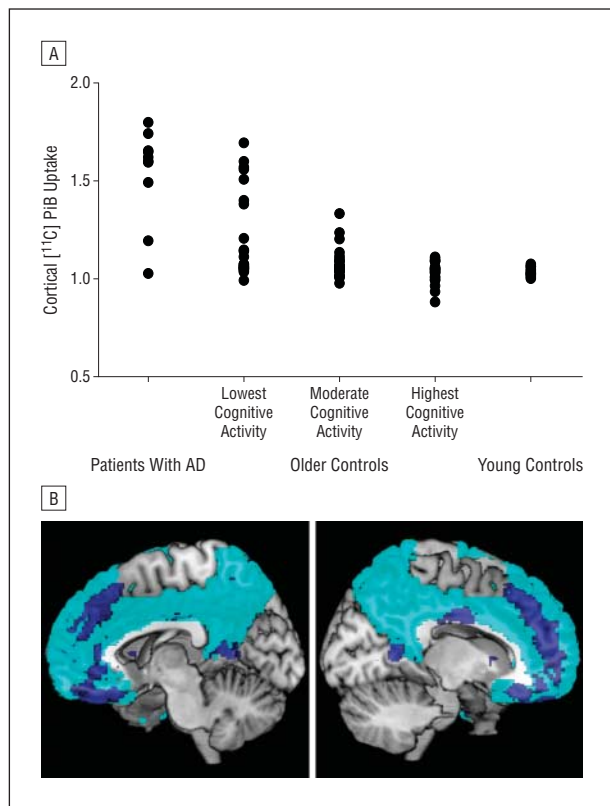 A
2.0
1.5
1.0
0.5
Cortical [¹¹C] PiB Uptake
Lowest
Cognitive
Activity
Moderate
Cognitive
Activity
Highest
Cognitive
Activity
Patients With AD
Older Controls
Young Controls
B